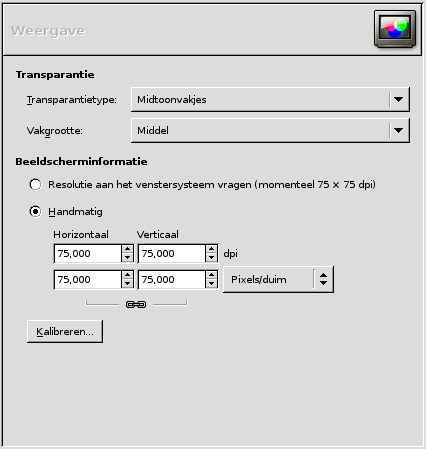 Weergave
Transparantie
Transparantietype: Midtoonvakjes
Vakgrootte: Middel
Beeldscherminformatie
Resolutie aan het venstersysteem vragen (momenteel 75 × 75 dpi)
Handmatig
Horizontaal Verticaal
75,000 75,000 dpi
75,000 75,000 Pixels/duim
Kalibreren...